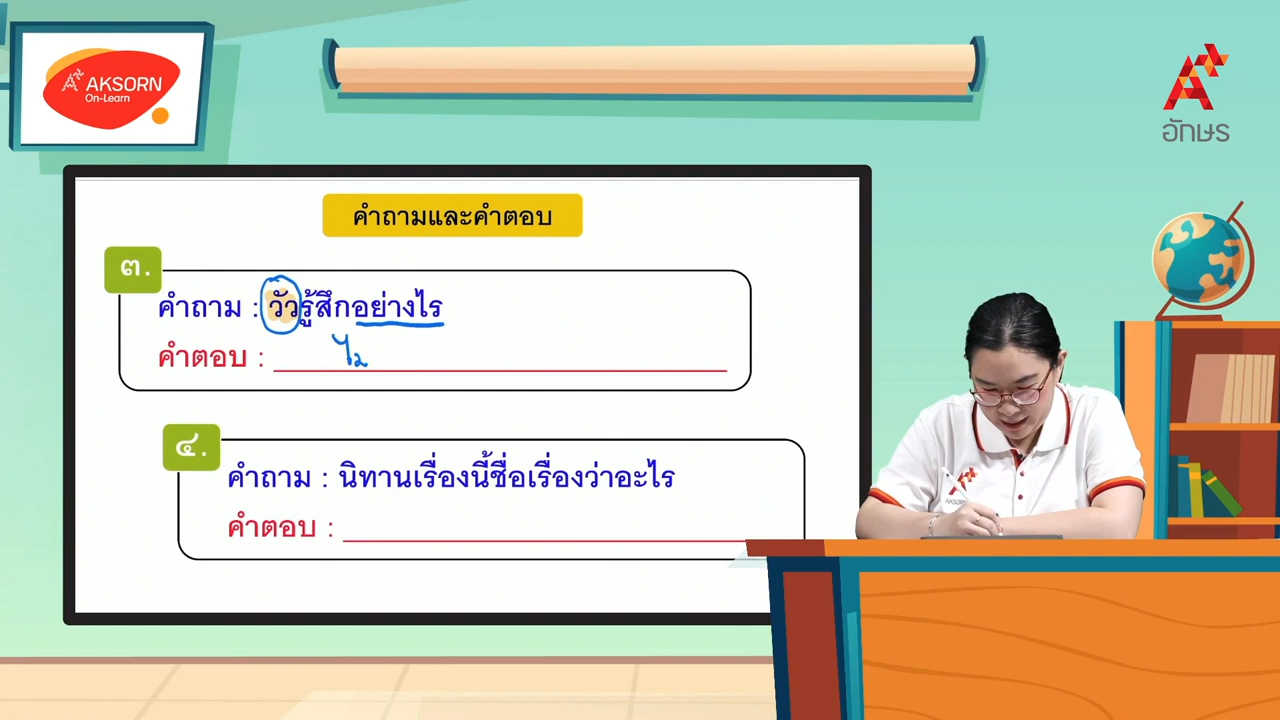 AKSORN
On-Learn
อักษร
คำถามและคำตอบ
๓.
คำถาม : วัวรู้สึกอย่างไร
คำตอบ : ไม
๔.
คำถาม : นิทานเรื่องนี้ชื่อเรื่องว่าอะไร
คำตอบ :
AKSORN